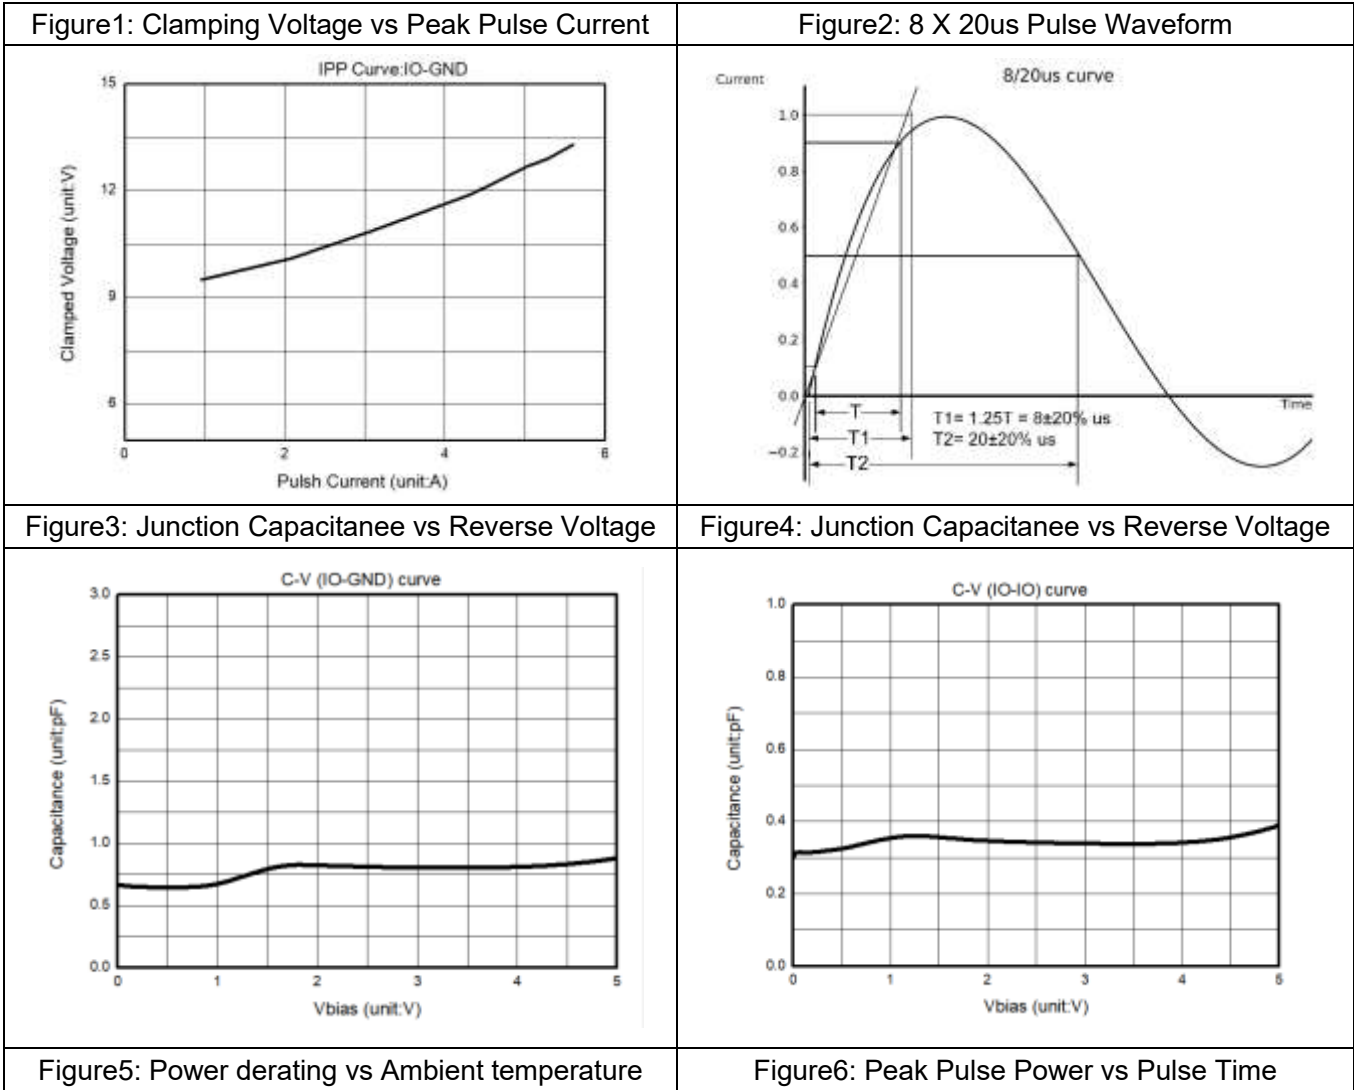 Figure1: Clamping Voltage vs Peak Pulse Current
Figure2: 8 X 20us Pulse Waveform
IPP Curve:IO-GND
15
12
9
6
Clamped Voltage (unit:V)
0
2
4
6
Pulsh Current (unit:A)
Current
8/20us curve
1.0
0.8
0.6
0.4
0.2
0.0
−0.2
Time
T
T1
T2
T1= 1.25T = 8±20% us
T2= 20±20% us
Figure3: Junction Capacitanee vs Reverse Voltage
Figure4: Junction Capacitanee vs Reverse Voltage
C-V (IO-GND) curve
3.0
2.5
2.0
1.5
1.0
0.5
0.0
Capacitance (unit:pF)
0
1
2
3
4
5
Vbias (unit:V)
C-V (IO-IO) curve
1.0
0.8
0.6
0.4
0.2
0.0
Capacitance (unit:pF)
0
1
2
3
4
5
Vbias (unit:V)
Figure5: Power derating vs Ambient temperature
Figure6: Peak Pulse Power vs Pulse Time